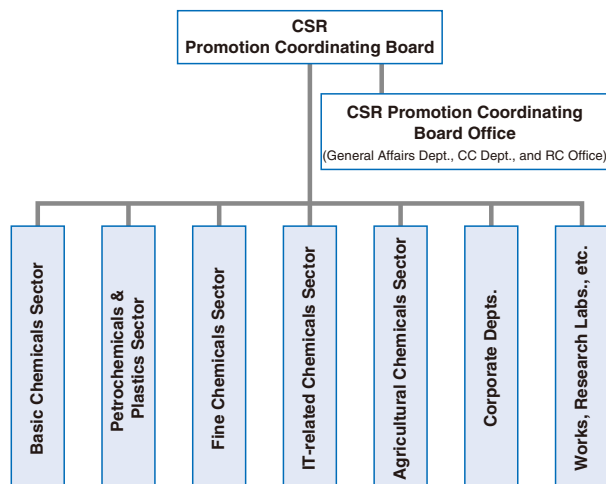 CSR
Promotion Coordinating Board
CSR Promotion Coordinating
Board Office
(General Affairs Dept., CC Dept., and RC Office)
Basic Chemicals Sector
Petrochemicals &
Plastics Sector
Fine Chemicals Sector
IT-related Chemicals Sector
Agricultural Chemicals Sector
Corporate Depts.
Works, Research Labs., etc.